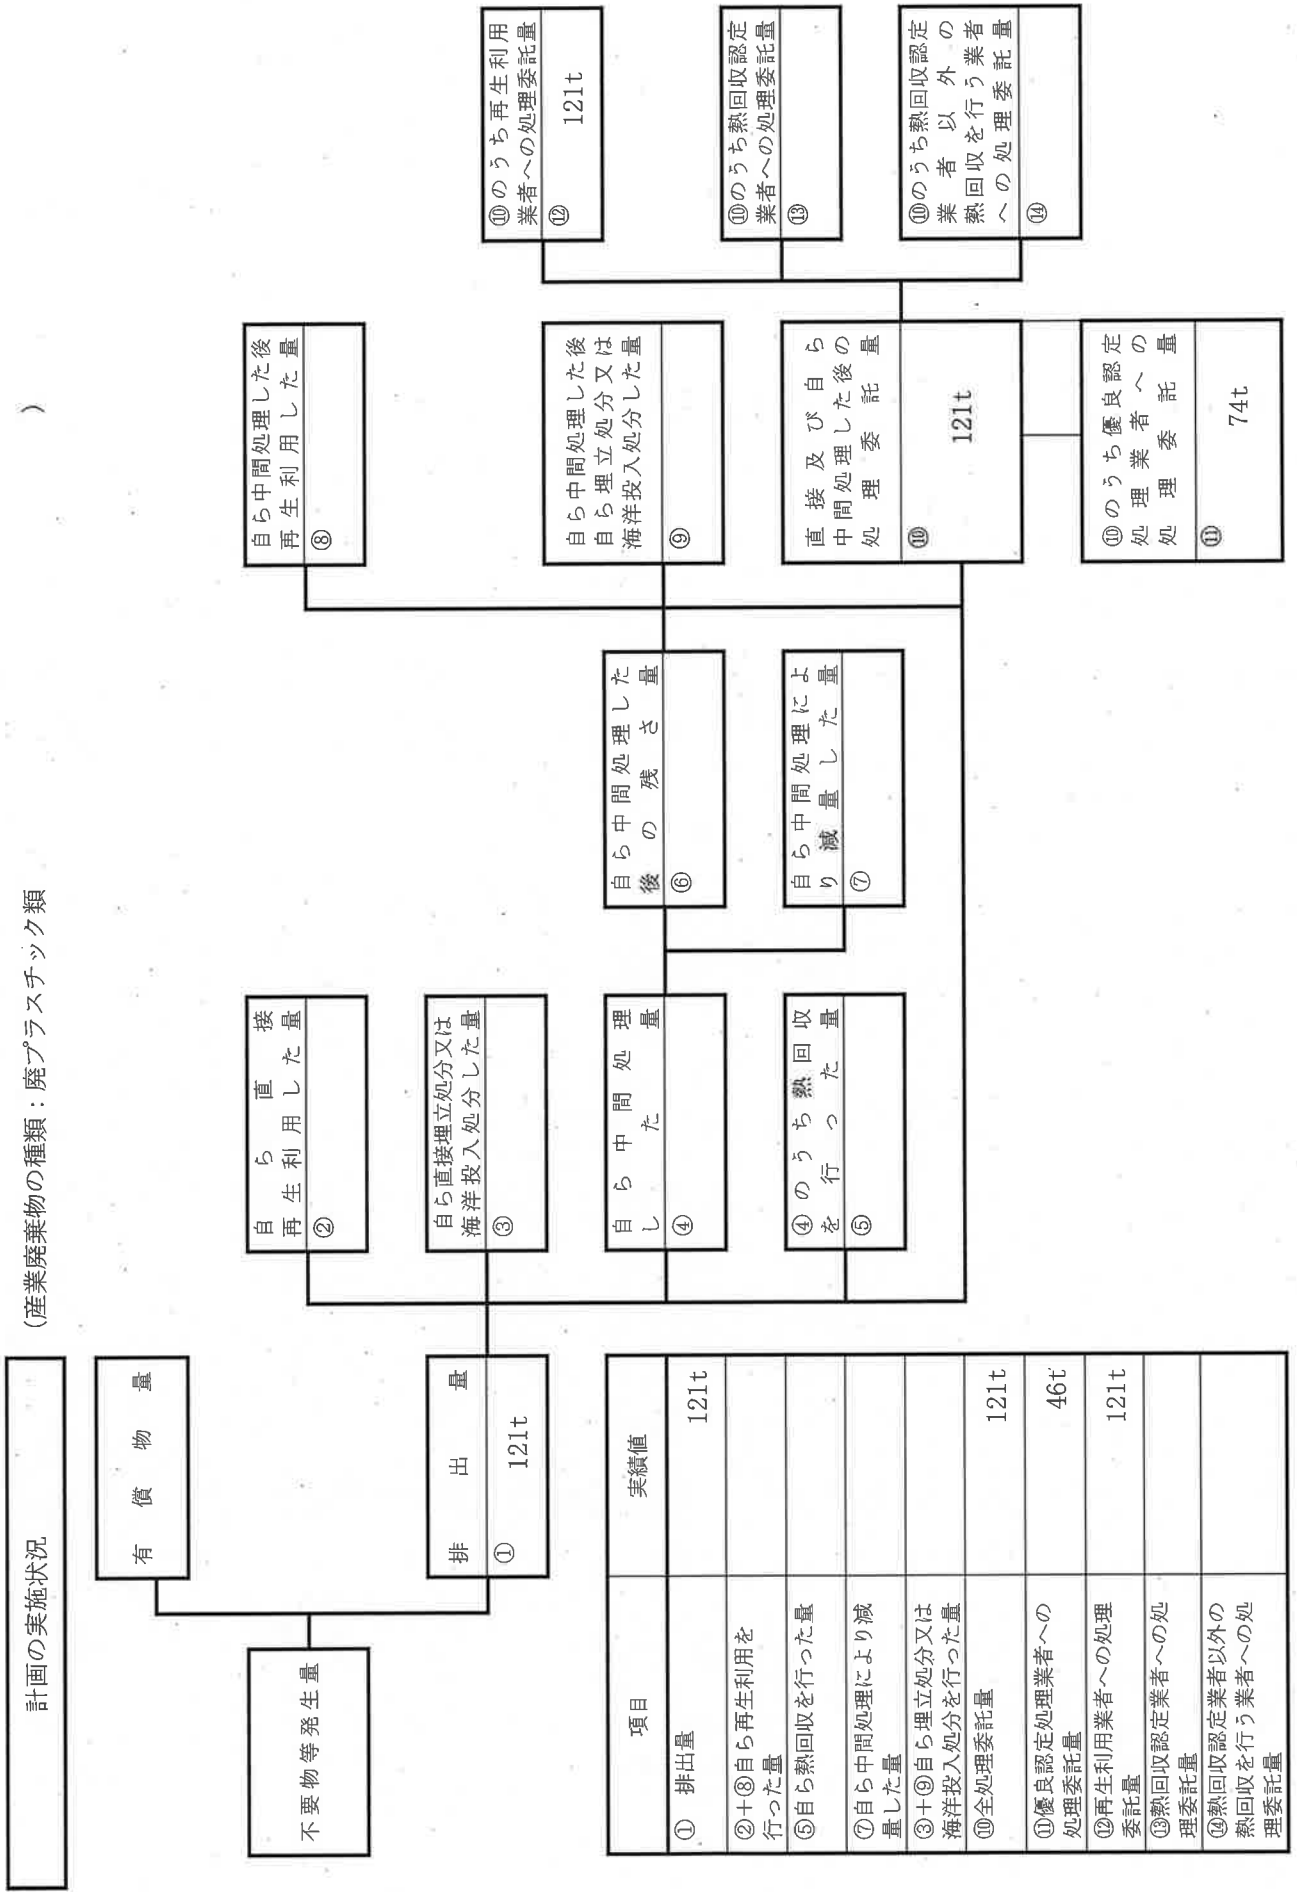 計画の実施状況
(産業廃棄物の種類：廃プラスチック類
)
不要物等発生量
有償物量
排出量
①
121t
自ら直接
再生利用した量
②
自ら直接埋立処分又は
海洋投入処分した量
③
自ら中間処理
した量
④
④のうち熱回収
を行った量
⑤
自ら中間処理した
後の残さ量
⑥
自ら中間処理によ
り減量した量
⑦
自ら中間処理した後
再生利用した量
⑧
自ら中間処理した後
自ら埋立処分又は
海洋投入処分した量
⑨
直接及び自ら
中間処理した後の
処理委託量
⑩
121t
⑩のうち優良認定
処理業者への
処理委託量
⑪
74t
⑩のうち再生利用
業者への処理委託量
⑫
121t
⑩のうち熱回収認定
業者への処理委託量
⑬
⑩のうち熱回収認定
業者以外の
熱回収を行う業者
への処理委託量
⑭
項目
実績値
① 排出量
121t
②＋⑧自ら再生利用を
行った量
⑤自ら熱回収を行った量
⑦自ら中間処理により減
量した量
③＋⑨自ら埋立処分又は
海洋投入処分を行った量
⑩全処理委託量
121t
⑪優良認定処理業者への
処理委託量
46t
⑫再生利用業者への処理
委託量
121t
⑬熱回収認定業者への処
理委託量
⑭熱回収認定業者以外の
熱回収を行う業者への処
理委託量